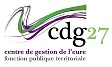 cdg27
centre de gestion de l'eure
fonction publique territoriale